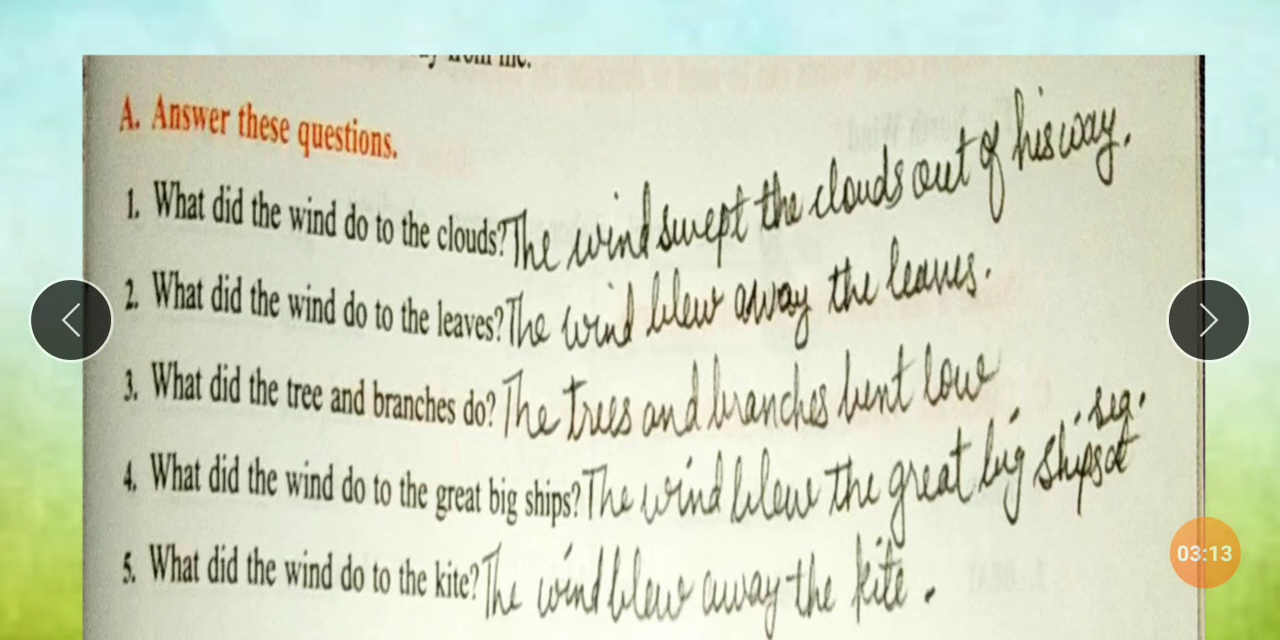 A. Answer these questions.
1. What did the wind do to the clouds? The wind swept the clouds out of his way.
2. What did the wind do to the leaves? The wind blew away the leaves.
3. What did the tree and branches do? The trees and branches bent low
4. What did the wind do to the great big ships? The wind blew the great big ships at
sea.
5. What did the wind do to the kite? The wind blew away the kite.
03:13